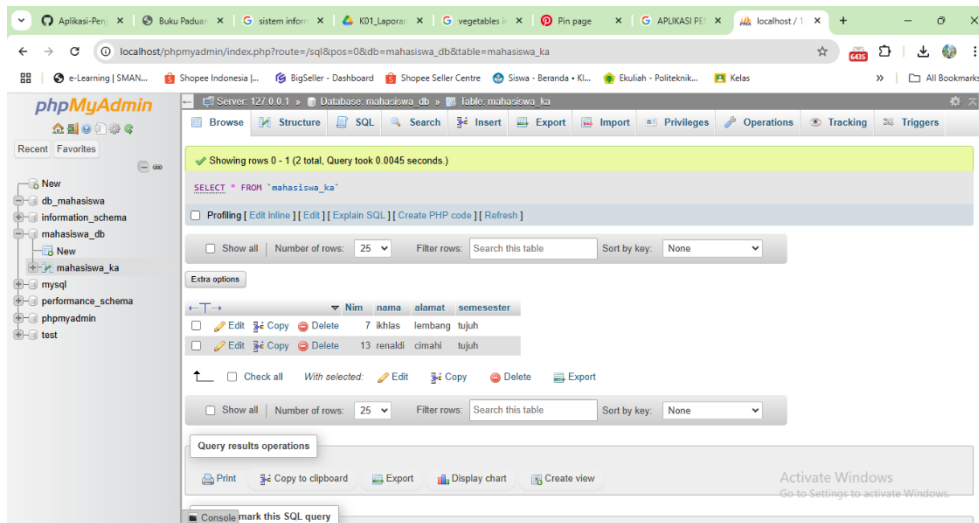 Aplikasi-Penj
Buku Paduan
sistem inform
K01_Laporan
vegetables i
Pin page
APLIKASI PE
localhost / 1
localhost/phpmyadmin/index.php?route=/sql&pos=0&db=mahasiswa_db&table=mahasiswa_ka
6435
e-Learning | SMAN...
Shopee Indonesia |...
BigSeller - Dashboard
Shopee Seller Centre
Siswa - Beranda • Kl...
Ekuliah - Politeknik...
Kelas
All Bookmarks
phpMyAdmin
Recent Favorites
New
db_mahasiswa
information_schema
mahasiswa_db
New
mahasiswa_ka
mysql
performance_schema
phpmyadmin
test
Server: 127.0.0.1 » Database: mahasiswa_db » Table: mahasiswa_ka
Browse Structure SQL Search Insert Export Import Privileges Operations Tracking Triggers
Showing rows 0 - 1 (2 total, Query took 0.0045 seconds.)
SELECT * FROM `mahasiswa_ka`
Profiling [ Edit inline ] [ Edit ] [ Explain SQL ] [ Create PHP code ] [ Refresh ]
Show all Number of rows: 25 Filter rows: Search this table Sort by key: None
Extra options
Nim nama alamat semesester
Edit Copy Delete 7 ikhlas lembang tujuh
Edit Copy Delete 13 renaldi cimahi tujuh
Check all With selected: Edit Copy Delete Export
Show all Number of rows: 25 Filter rows: Search this table Sort by key: None
Query results operations
Print Copy to clipboard Export Display chart Create view
Activate Windows
Go to Settings to activate Windows.
Console mark this SQL query